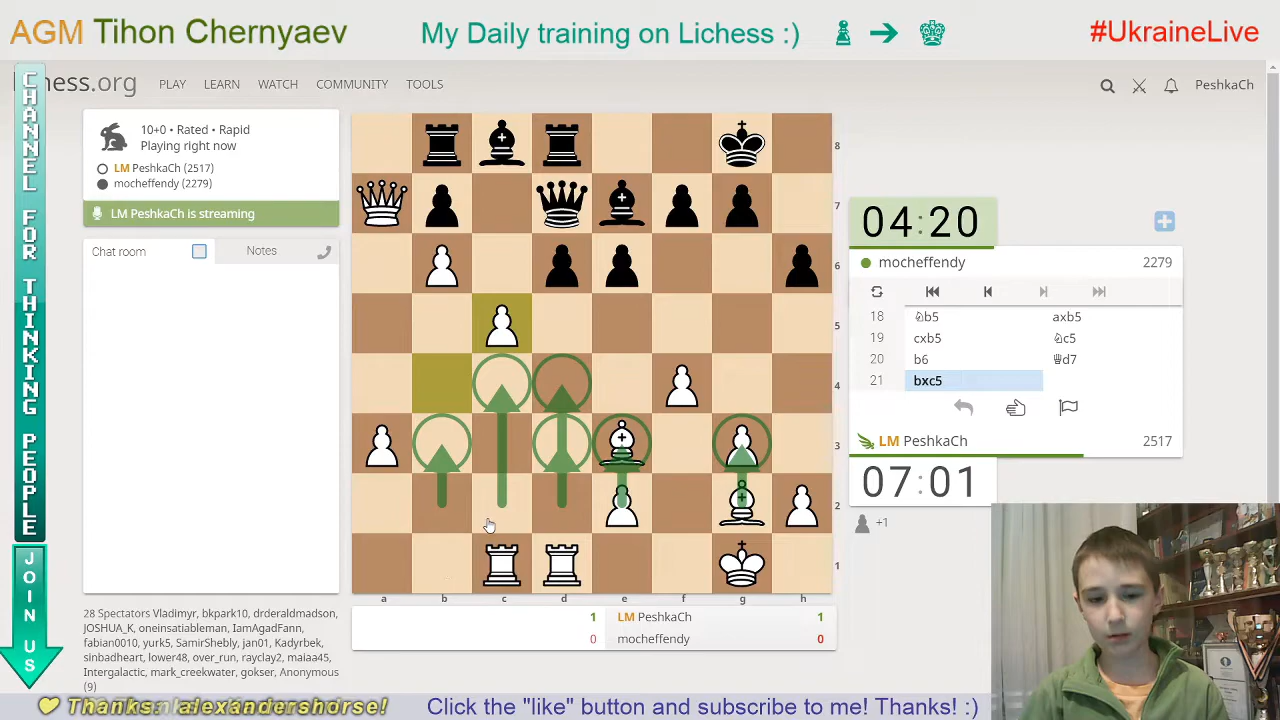 AGM Tihon Chernyaev
My Daily training on Lichess :)
#UkraineLive
CHANNEL FOR THINKING PEOPLE
JOIN US
hess.org
PLAY LEARN WATCH COMMUNITY TOOLS
PeshkaCh
10+0 • Rated • Rapid
Playing right now
LM PeshkaCh (2517)
mocheffendy (2279)
LM PeshkaCh is streaming
Chat room Notes
28 Spectators Vladimyr, bkpark10, drderaldmadson,
JOSHUA_K, oneinsatiableman, IamAgadFann,
fabian0010, yurk5, SamirShebly, jan01, Kadyrbek,
sinbadheart, lower48, over_run, rayclay2, maiaa45,
Intergalactic, mark_creekwater, gokser, Anonymous
(9)
8
7
6
5
4
3
2
1
a b c d e f g h
1 LM PeshkaCh 1
0 mocheffendy 0
04:20
mocheffendy 2279
18 ♘b5 axb5
19 cxb5 ♘c5
20 b6 ♕d7
21 bxc5
LM PeshkaCh 2517
07:01
+1
Thanks: alexandershorse!
Click the "like" button and subscribe to me! Thanks! :)